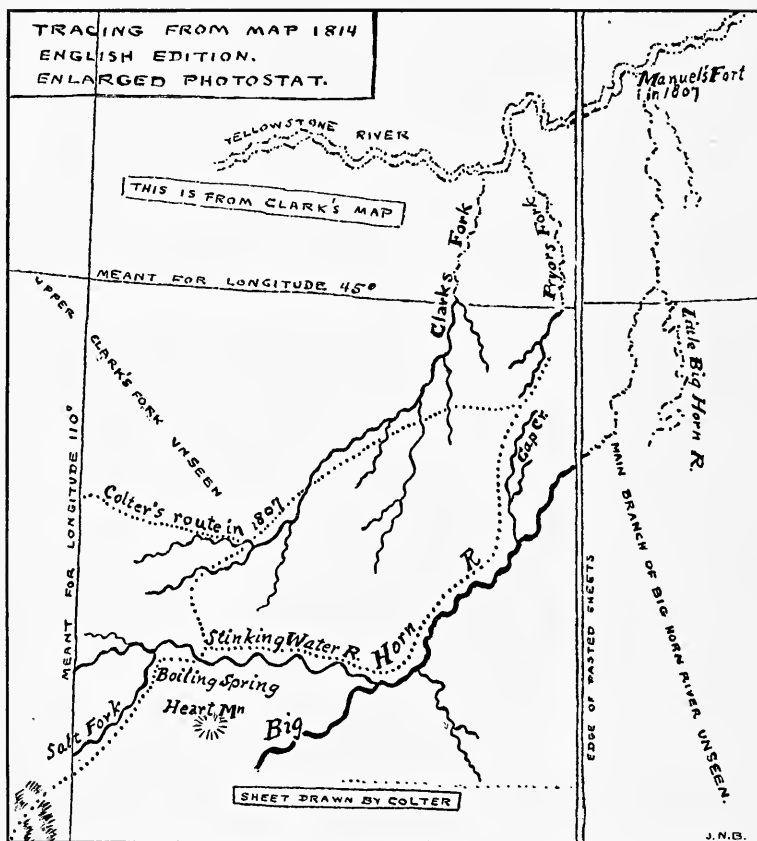 TRACING FROM MAP 1814
ENGLISH EDITION.
ENLARGED PHOTOSTAT.
Manuel's Fort
in 1807
YELLOWSTONE RIVER
THIS IS FROM CLARK'S MAP
Clarks Fork
Pryors Fork
MEANT FOR LONGITUDE 45°
UPPER CLARK'S FORK UNSEEN
Little Big Horn R.
MEANT FOR LONGITUDE 110°
Gap Cr.
Colter's route in 1807
MAIN BRANCH OF BIG HORN RIVER UNSEEN.
EDGE OF PASTED SHEETS
Stinking Water R.
Big Horn R
Boiling Spring
Heart Mn
Salt Fork
SHEET DRAWN BY COLTER
J.N.B.